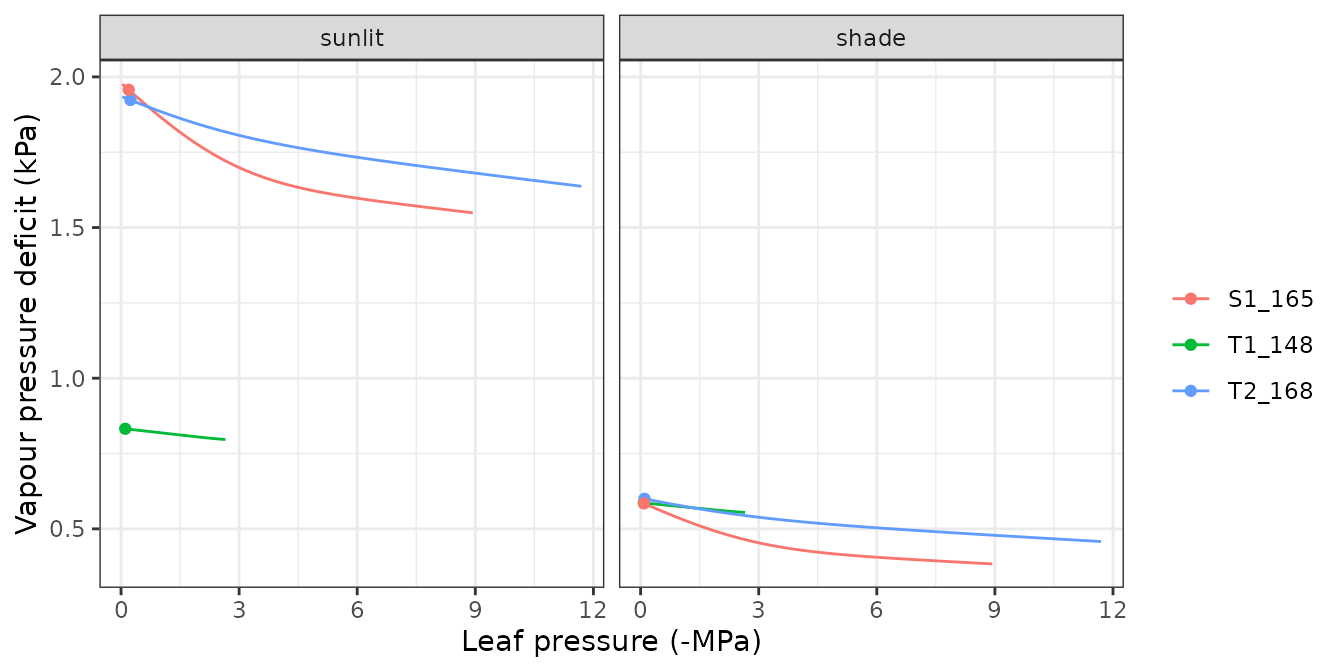 sunlit
shade
Vapour pressure deficit (kPa)
2.0
1.5
1.0
0.5
0 3 6 9 12
0 3 6 9 12
Leaf pressure (-MPa)
S1_165
T1_148
T2_168